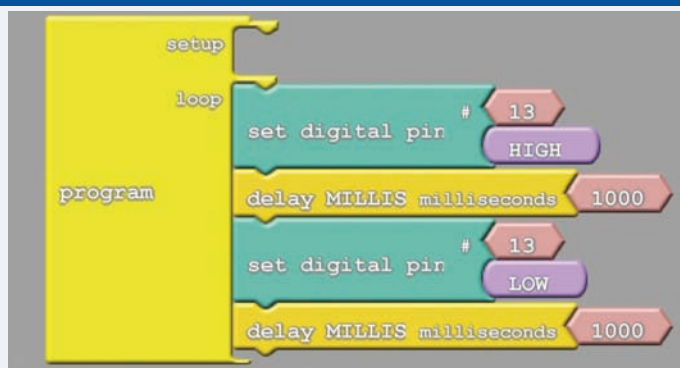 setup
loop
set digital pin # 13
HIGH
program
delay MILLIS milliseconds 1000
set digital pin # 13
LOW
delay MILLIS milliseconds 1000